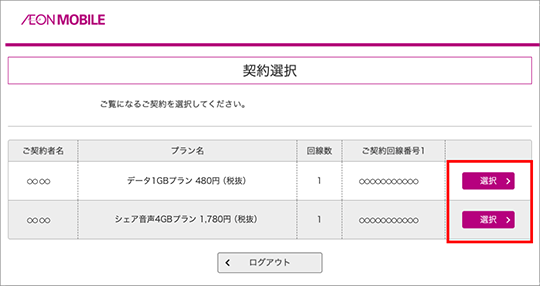 ÆON MOBILE
契約選択
ご覧になるご契約を選択してください。
ご契約者名 プラン名 回線数 ご契約回線番号1
○○ ○○ データ1GBプラン 480円 (税抜) 1 ○○○○○○○○○○○ 選択
○○ ○○ シェア音声4GBプラン 1,780円 (税抜) 1 ○○○○○○○○○○○ 選択
ログアウト